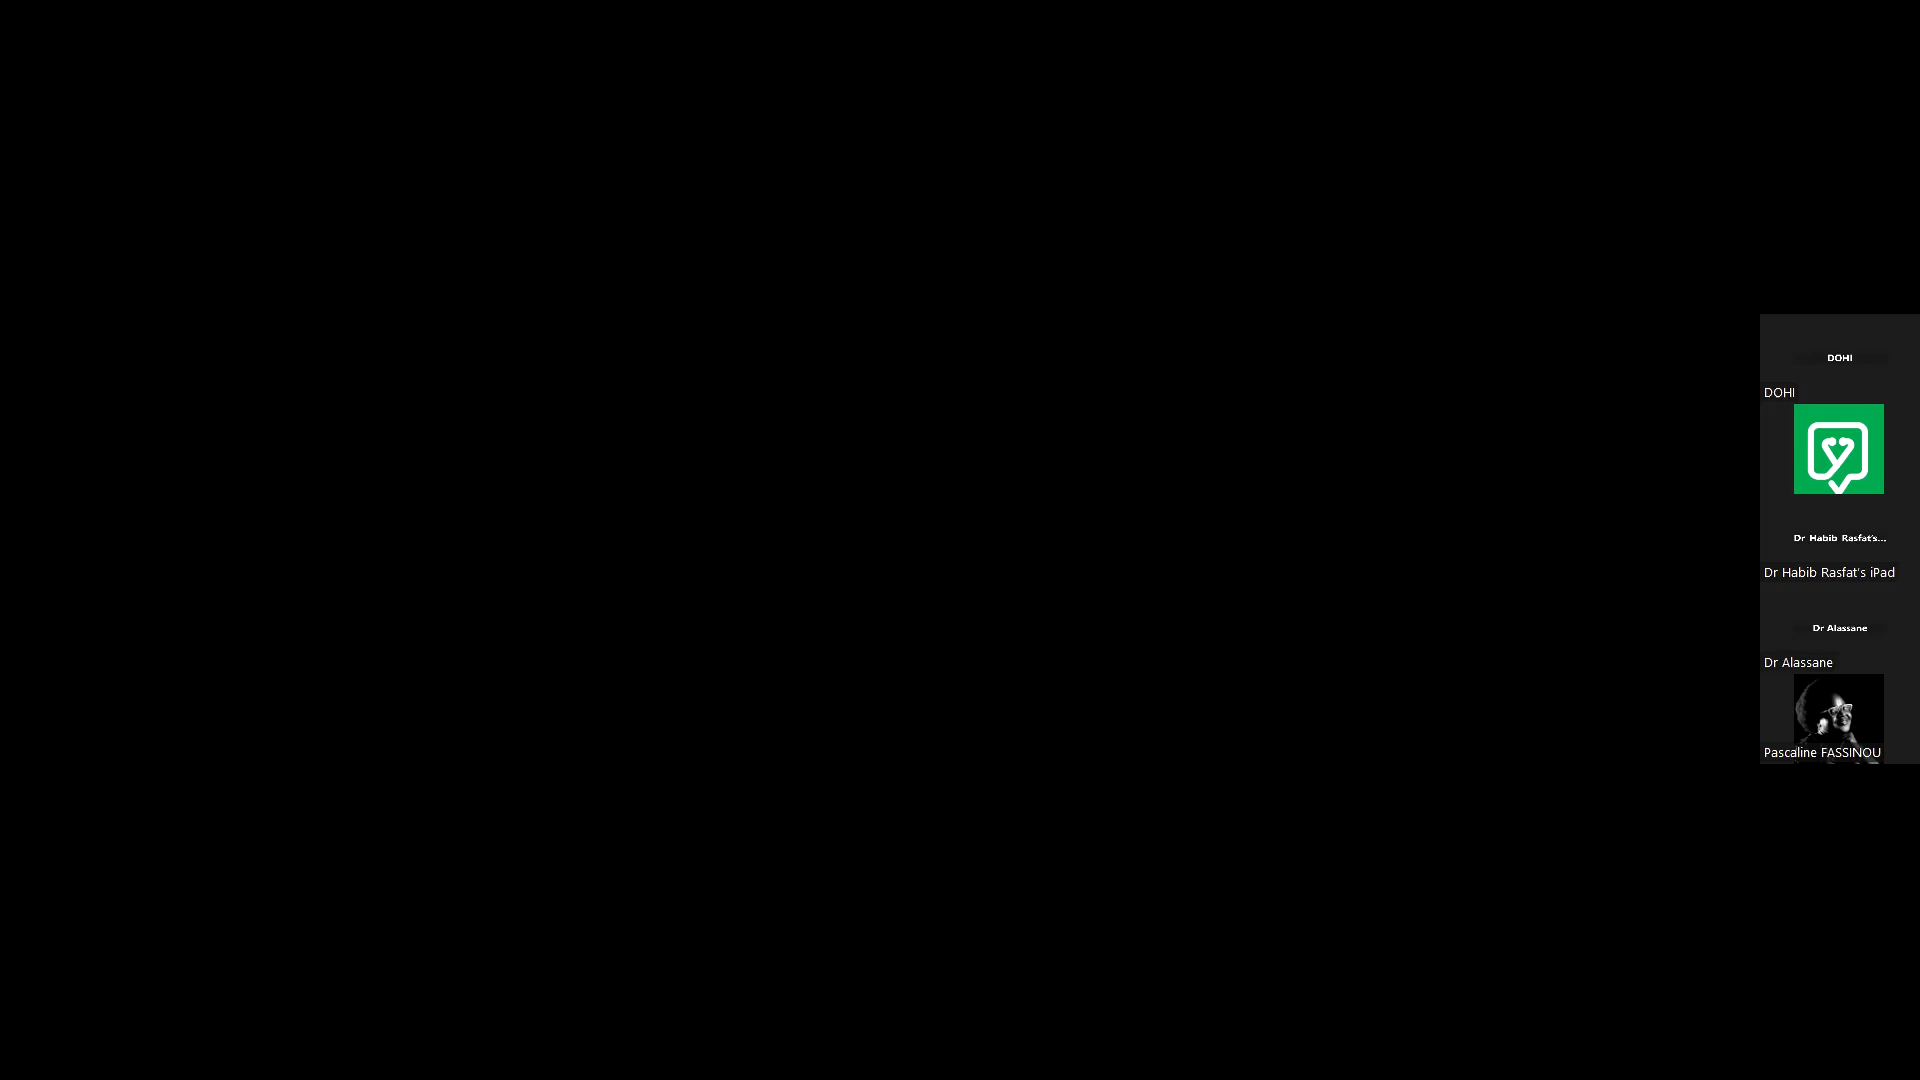 DOHI
DOHI
Dr Habib Rasfat's...
Dr Habib Rasfat's iPad
Dr Alassane
Dr Alassane
Pascaline FASSINOU